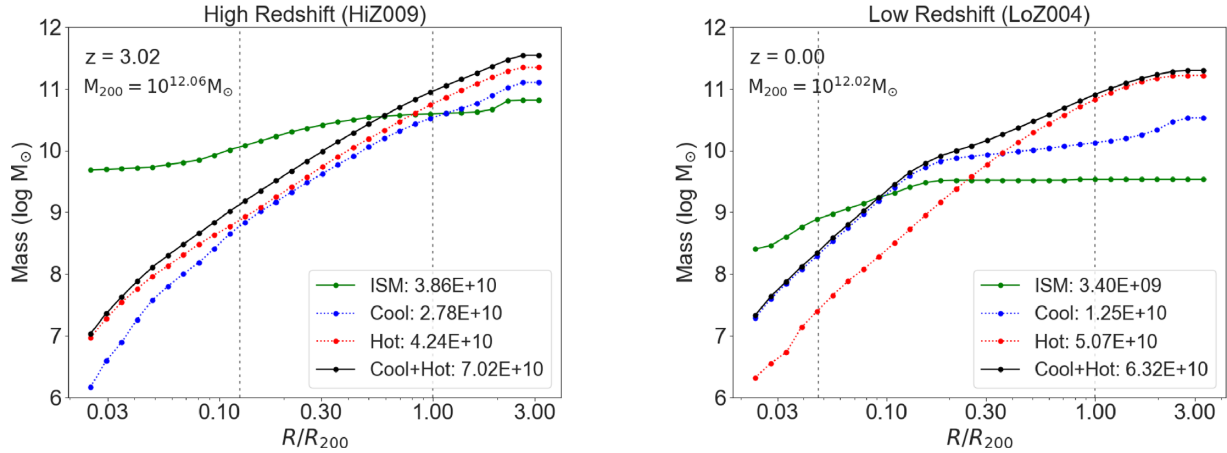 High Redshift (HiZ009)
z = 3.02
M200 = 10^12.06 M⊙
Mass (log M⊙)
12
11
10
9
8
7
6
ISM: 3.86E+10
Cool: 2.78E+10
Hot: 4.24E+10
Cool+Hot: 7.02E+10
0.03 0.10 0.30 1.00 3.00
R/R200
Low Redshift (LoZ004)
z = 0.00
M200 = 10^12.02 M⊙
Mass (log M⊙)
12
11
10
9
8
7
6
ISM: 3.40E+09
Cool: 1.25E+10
Hot: 5.07E+10
Cool+Hot: 6.32E+10
0.03 0.10 0.30 1.00 3.00
R/R200